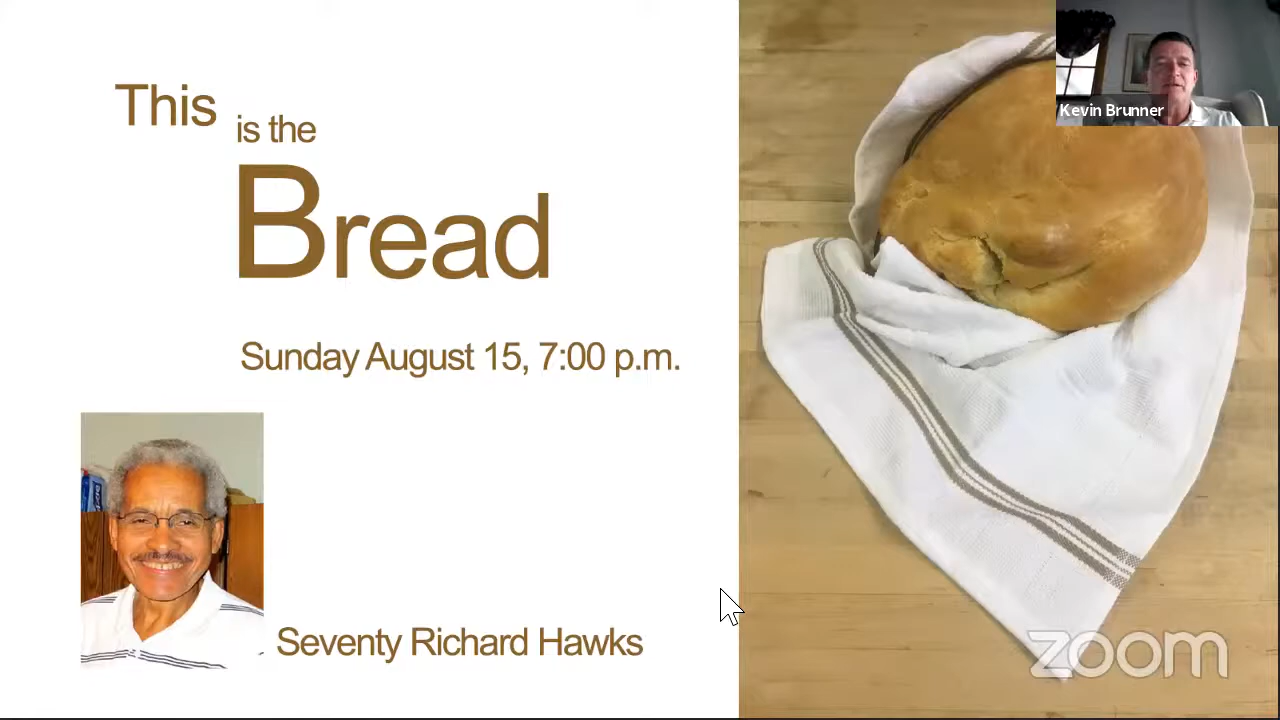 This
is the
Bread
Sunday August 15, 7:00 p.m.
Seventy Richard Hawks
Kevin Brunner
zoom